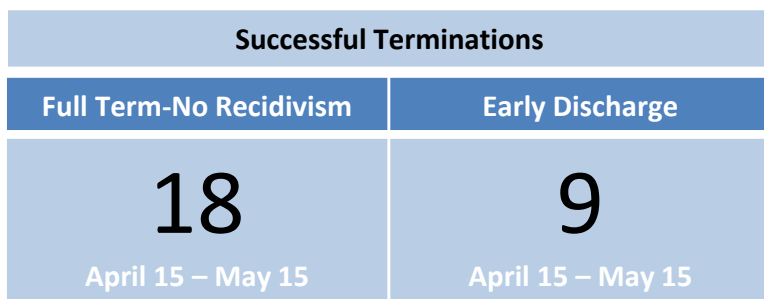 Successful Terminations
Full Term-No Recidivism
Early Discharge
18
9
April 15 – May 15
April 15 – May 15